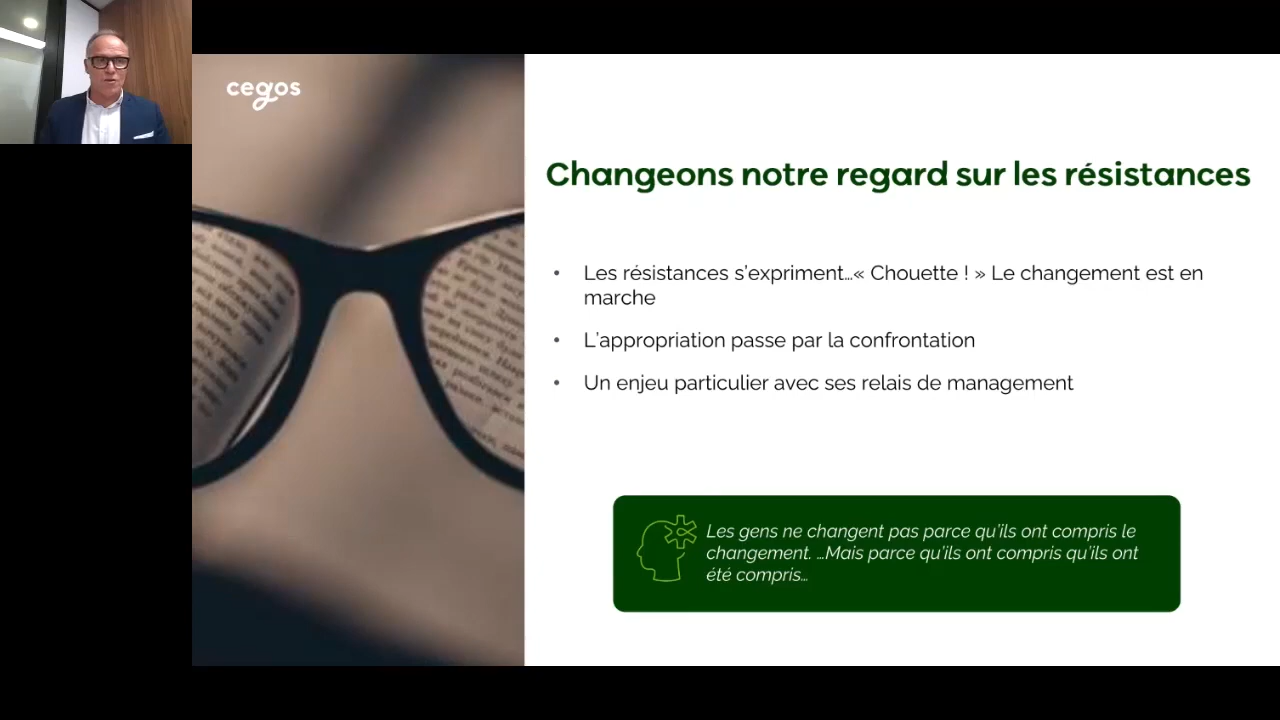 cegos
Changeons notre regard sur les résistances
• Les résistances s’expriment…« Chouette ! » Le changement est en
marche
• L’appropriation passe par la confrontation
• Un enjeu particulier avec ses relais de management
Les gens ne changent pas parce qu’ils ont compris le
changement. …Mais parce qu’ils ont compris qu’ils ont
été compris…